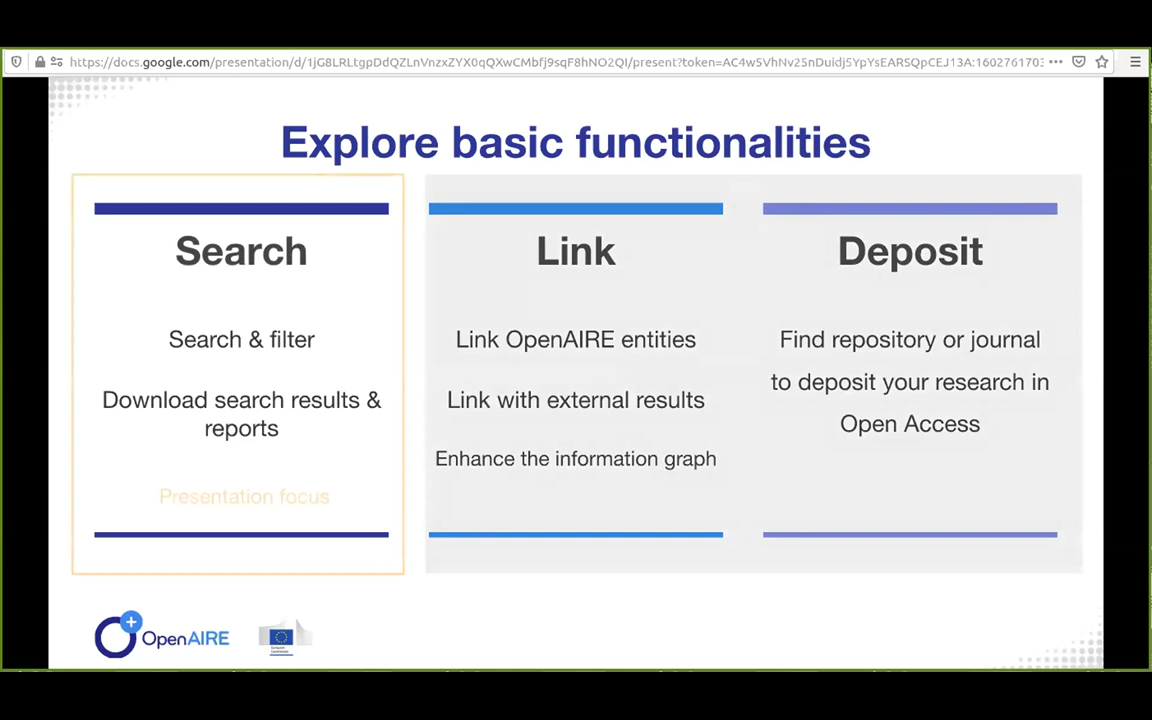 https://docs.google.com/presentation/d/1jG8LRLtgpDdQZLnVnzxZYX0qQXwCMbfj9sqF8hNO2QI/present?token=AC4w5VhNv25nDuidj5YpYsEARSQpCEJ13A:160276170
Explore basic functionalities
Search
Search & filter
Download search results &
reports
Presentation focus
Link
Link OpenAIRE entities
Link with external results
Enhance the information graph
Deposit
Find repository or journal
to deposit your research in
Open Access
OpenAIRE